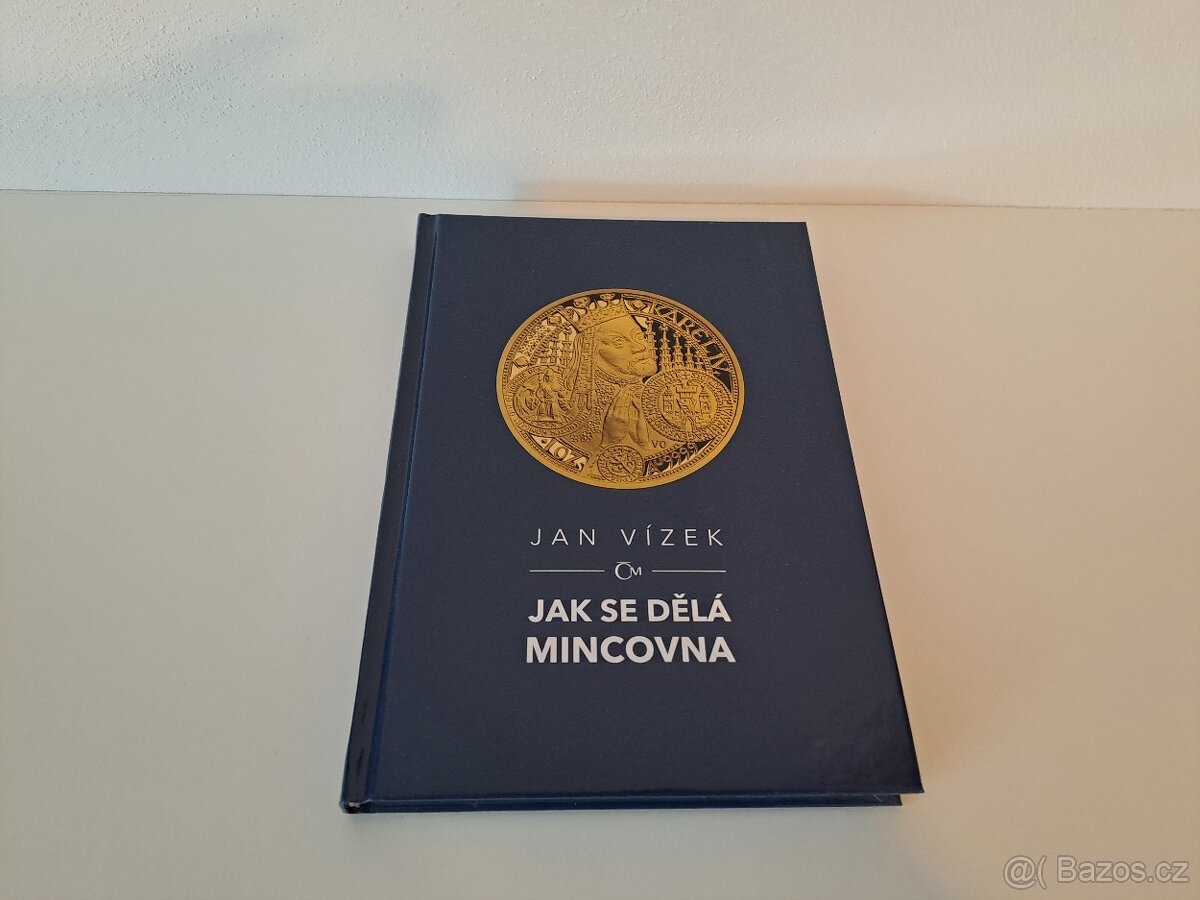 KAREL IV.
JAN VÍZEK
ČM
JAK SE DĚLÁ
MINCOVNA
@( Bazos.cz